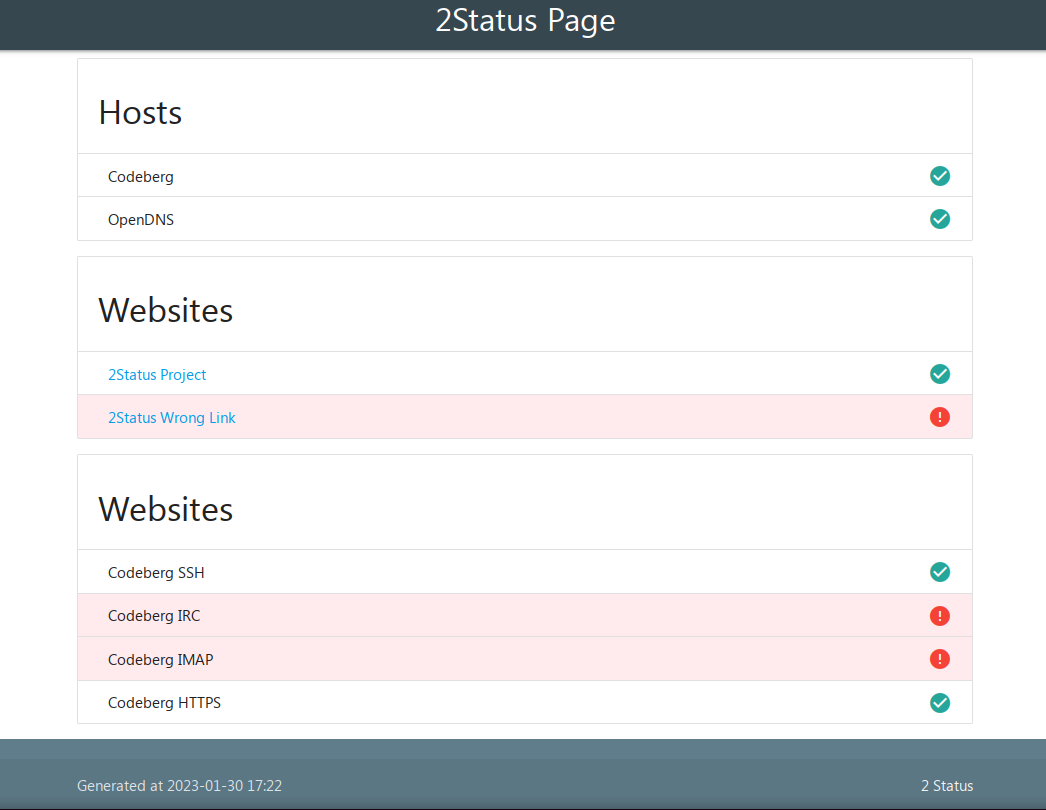 2Status Page
Hosts
Codeberg
OpenDNS
Websites
2Status Project
2Status Wrong Link
Websites
Codeberg SSH
Codeberg IRC
Codeberg IMAP
Codeberg HTTPS
Generated at 2023-01-30 17:22 2 Status